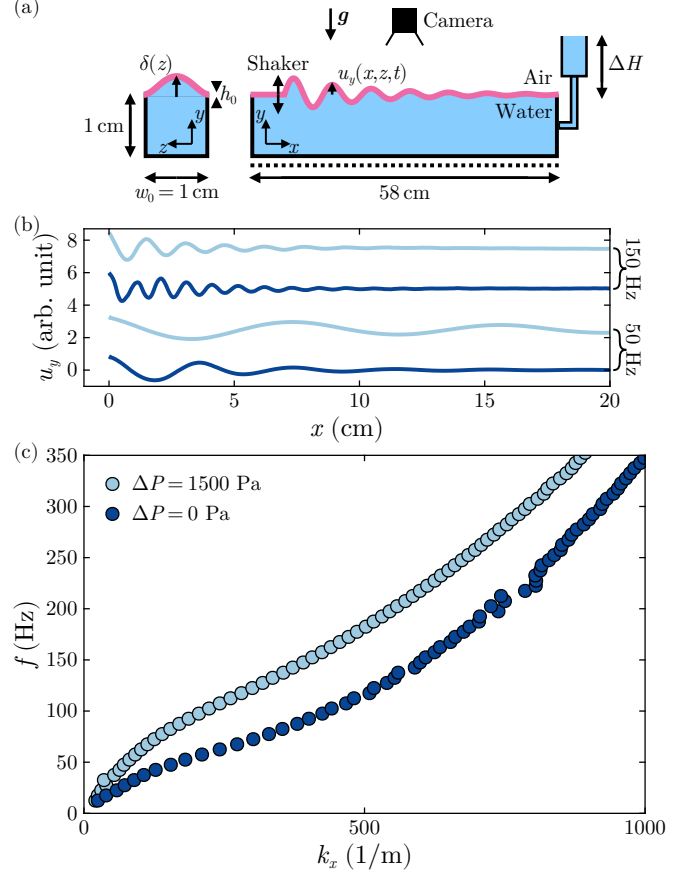 (a)
g
Camera
δ(z)
Shaker
u_y(x,z,t)
ΔH
h_0
Air
1 cm
y
y
Water
z
x
w_0 = 1 cm
58 cm
(b)
8
6
4
2
0
u_y (arb. unit)
150 Hz
50 Hz
0
5
10
15
20
x (cm)
(c)
350
300
250
200
150
100
50
0
f (Hz)
ΔP = 1500 Pa
ΔP = 0 Pa
0
500
1000
k_x (1/m)